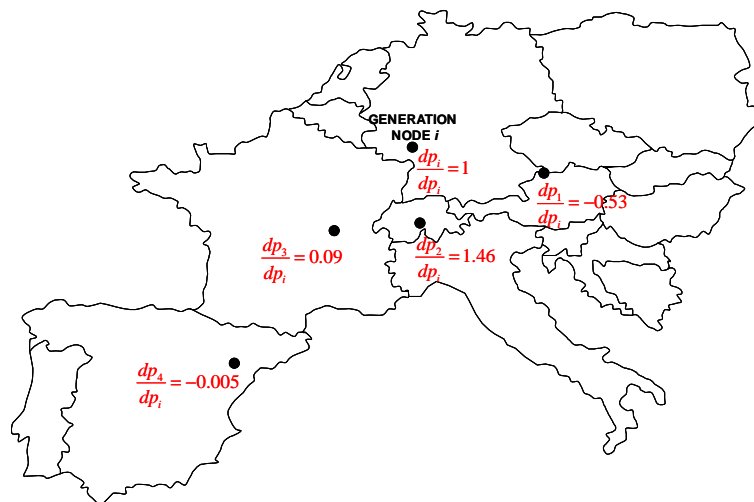 GENERATION
NODE i
dp_i/dp_i = 1
dp_1/dp_i = −0.53
dp_2/dp_i = 1.46
dp_3/dp_i = 0.09
dp_4/dp_i = −0.005